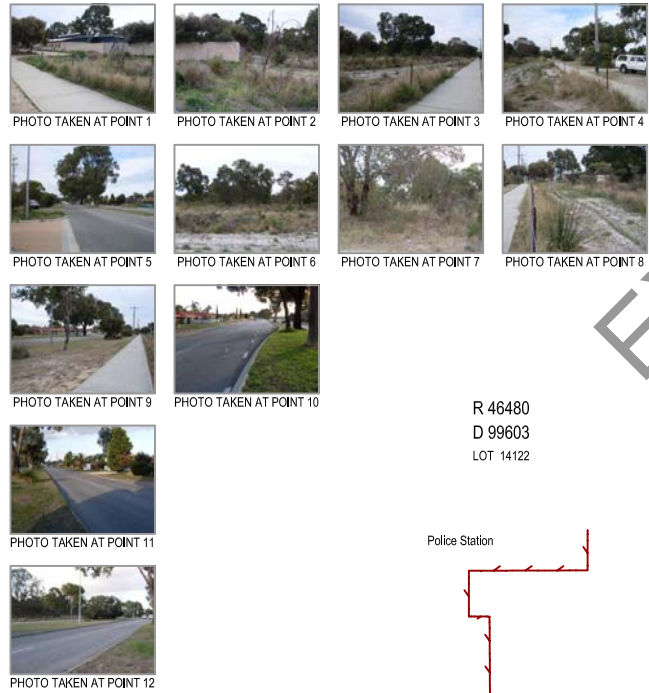 PHOTO TAKEN AT POINT 1
PHOTO TAKEN AT POINT 2
PHOTO TAKEN AT POINT 3
PHOTO TAKEN AT POINT 4
PHOTO TAKEN AT POINT 5
PHOTO TAKEN AT POINT 6
PHOTO TAKEN AT POINT 7
PHOTO TAKEN AT POINT 8
PHOTO TAKEN AT POINT 9
PHOTO TAKEN AT POINT 10
R 46480
D 99603
LOT 14122
PHOTO TAKEN AT POINT 11
Police Station
PHOTO TAKEN AT POINT 12